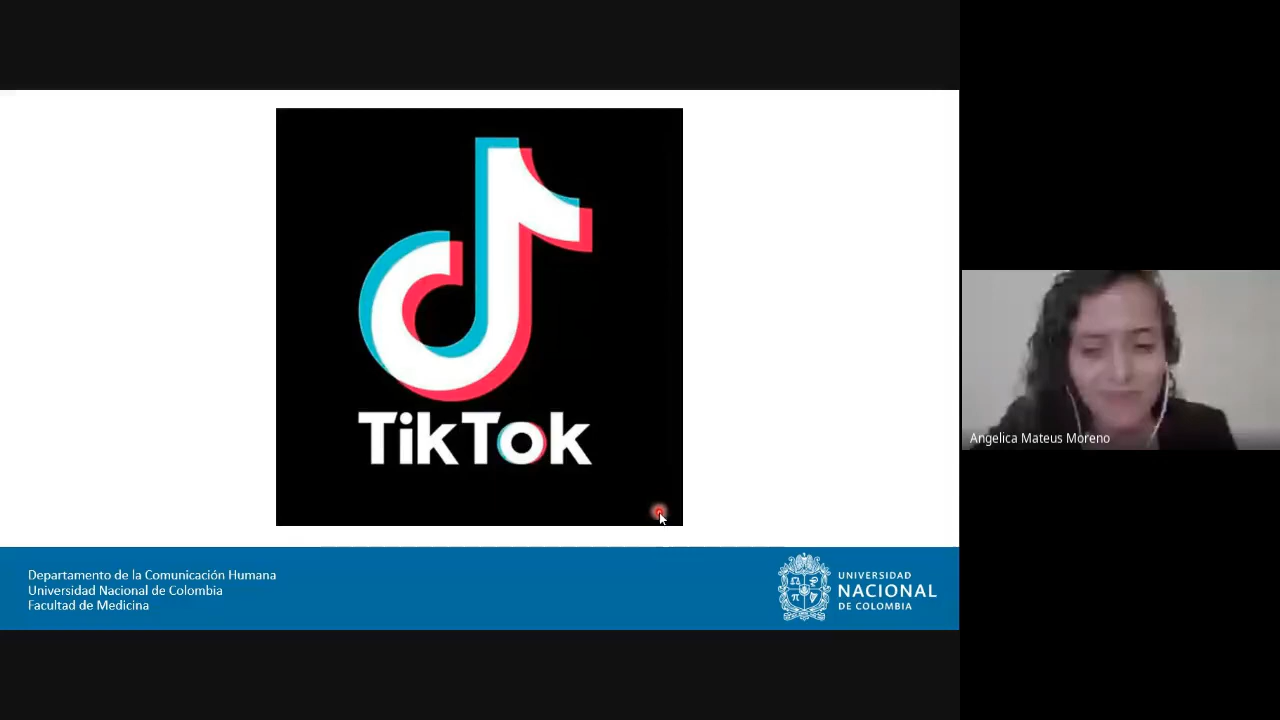 TikTok
Departamento de la Comunicación Humana
Universidad Nacional de Colombia
Facultad de Medicina
UNIVERSIDAD
NACIONAL
DE COLOMBIA
Angelica Mateus Moreno